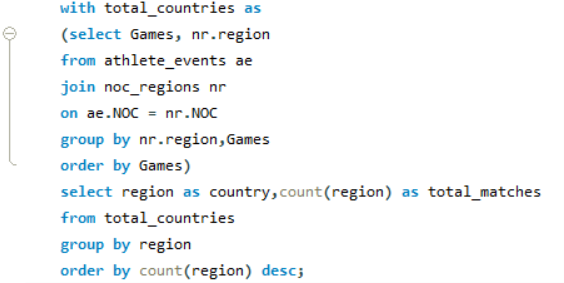 with total_countries as
(select Games, nr.region
from athlete_events ae
join noc_regions nr
on ae.NOC = nr.NOC
group by nr.region,Games
order by Games)
select region as country,count(region) as total_matches
from total_countries
group by region
order by count(region) desc;